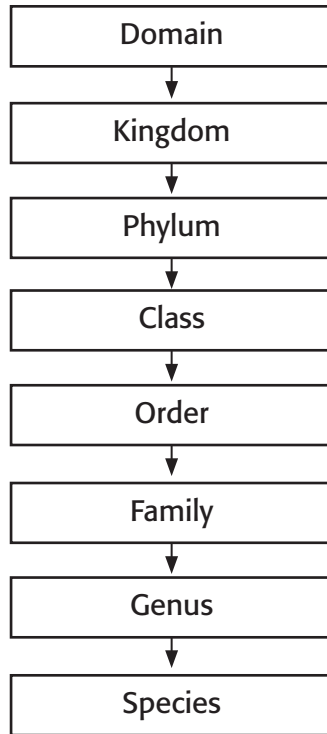 Domain
Kingdom
Phylum
Class
Order
Family
Genus
Species